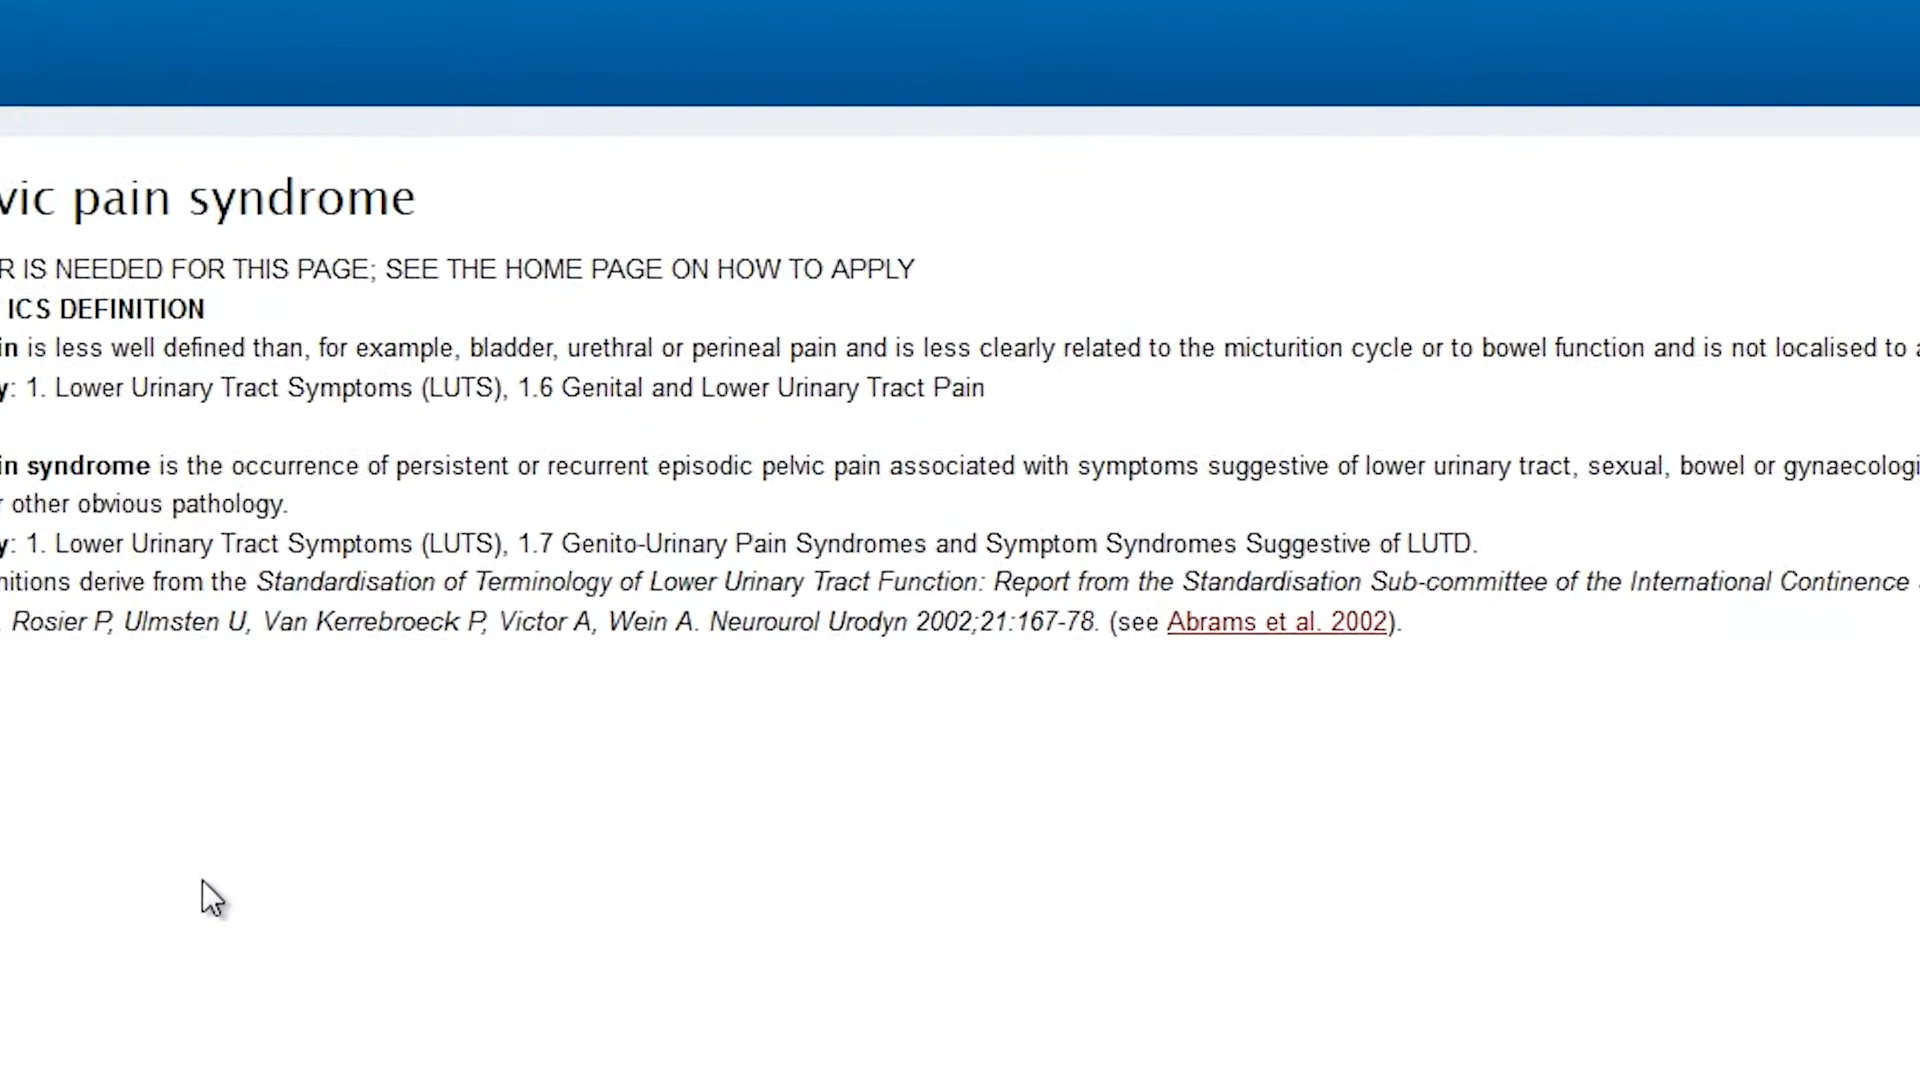 vic pain syndrome
R IS NEEDED FOR THIS PAGE; SEE THE HOME PAGE ON HOW TO APPLY
ICS DEFINITION
in is less well defined than, for example, bladder, urethral or perineal pain and is less clearly related to the micturition cycle or to bowel function and is not localised to a
y: 1. Lower Urinary Tract Symptoms (LUTS), 1.6 Genital and Lower Urinary Tract Pain
in syndrome is the occurrence of persistent or recurrent episodic pelvic pain associated with symptoms suggestive of lower urinary tract, sexual, bowel or gynaecologi
r other obvious pathology.
y: 1. Lower Urinary Tract Symptoms (LUTS), 1.7 Genito-Urinary Pain Syndromes and Symptom Syndromes Suggestive of LUTD.
nitions derive from the Standardisation of Terminology of Lower Urinary Tract Function: Report from the Standardisation Sub-committee of the International Continence
. Rosier P, Ulmsten U, Van Kerrebroeck P, Victor A, Wein A. Neurourol Urodyn 2002;21:167-78. (see Abrams et al. 2002).